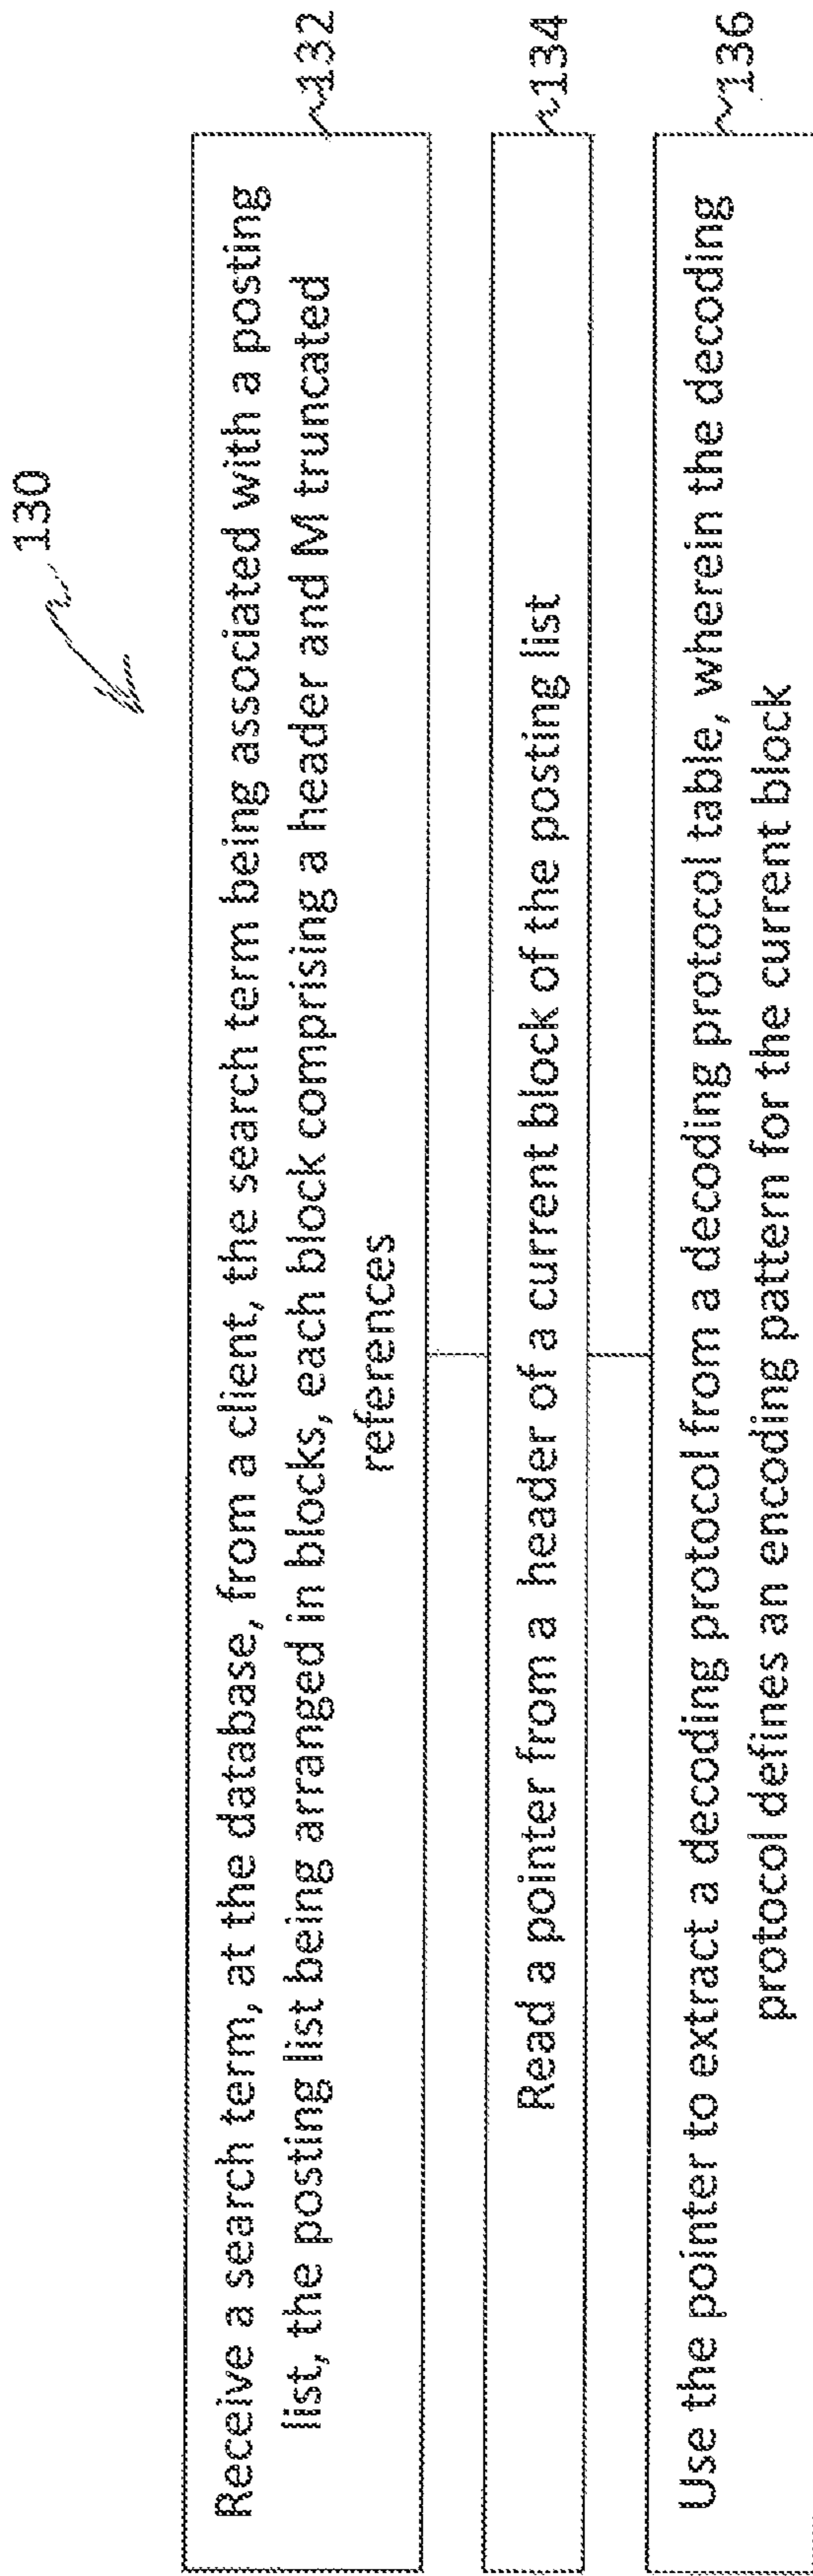 130
Receive a search term, at the database, from a client, the search term being associated with a posting
list, the posting list being arranged in blocks, each block comprising a header and M truncated
references
132
Read a pointer from a header of a current block of the posting list
134
Use the pointer to extract a decoding protocol from a decoding protocol table, wherein the decoding
protocol defines an encoding pattern for the current block
136